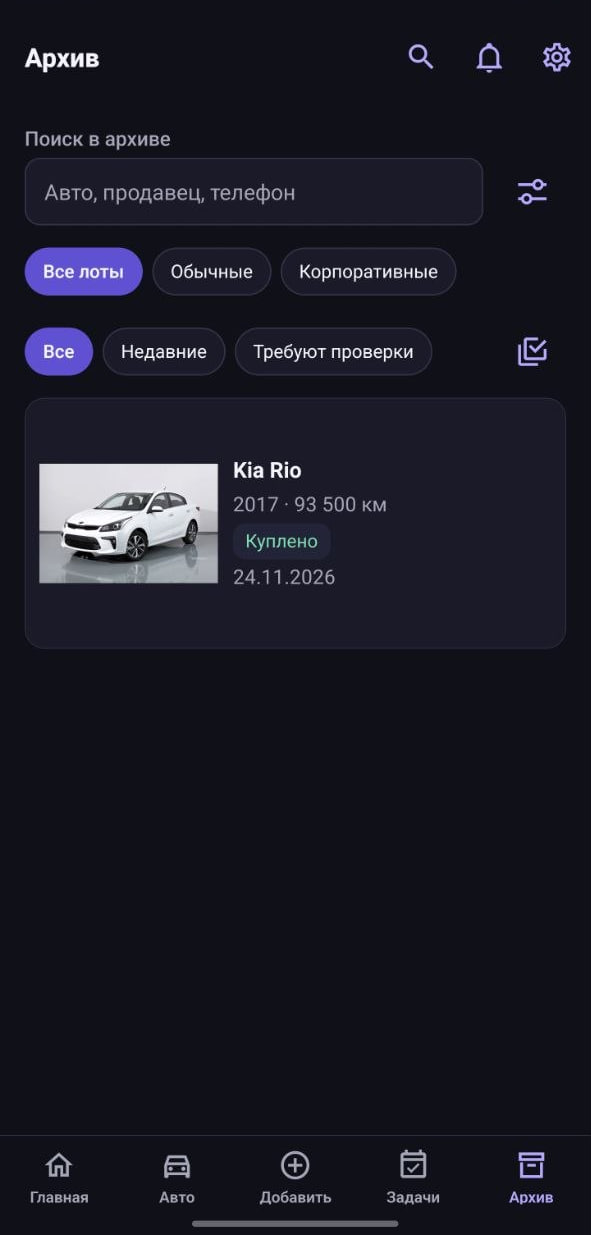 Архив
Поиск в архиве
Авто, продавец, телефон
Все лоты Обычные Корпоративные
Все Недавние Требуют проверки
Kia Rio
2017 · 93 500 км
Куплено
24.11.2026
Главная Авто Добавить Задачи Архив